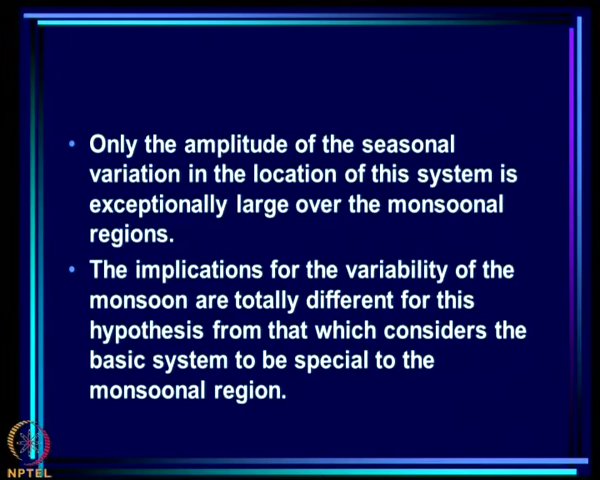 • Only the amplitude of the seasonal
variation in the location of this system is
exceptionally large over the monsoonal
regions.
• The implications for the variability of the
monsoon are totally different for this
hypothesis from that which considers the
basic system to be special to the
monsoonal region.
NPTEL